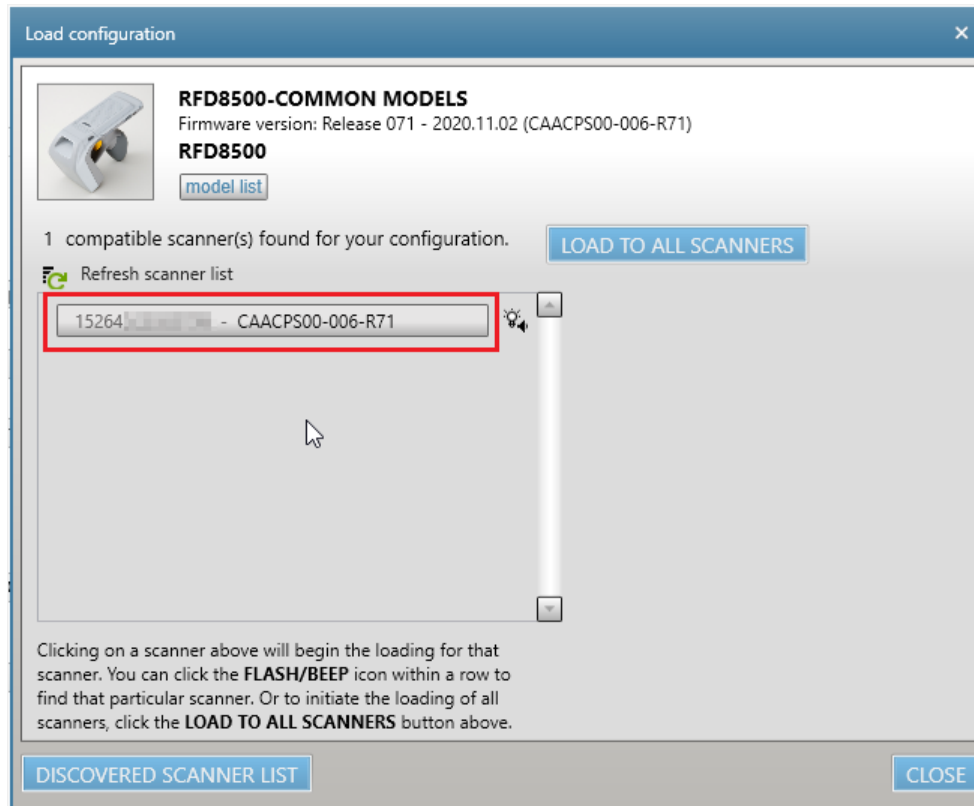 Load configuration
RFD8500-COMMON MODELS
Firmware version: Release 071 - 2020.11.02 (CAACPS00-006-R71)
RFD8500
model list
1 compatible scanner(s) found for your configuration.
LOAD TO ALL SCANNERS
Refresh scanner list
15264 - CAACPS00-006-R71
Clicking on a scanner above will begin the loading for that
scanner. You can click the FLASH/BEEP icon within a row to
find that particular scanner. Or to initiate the loading of all
scanners, click the LOAD TO ALL SCANNERS button above.
DISCOVERED SCANNER LIST
CLOSE